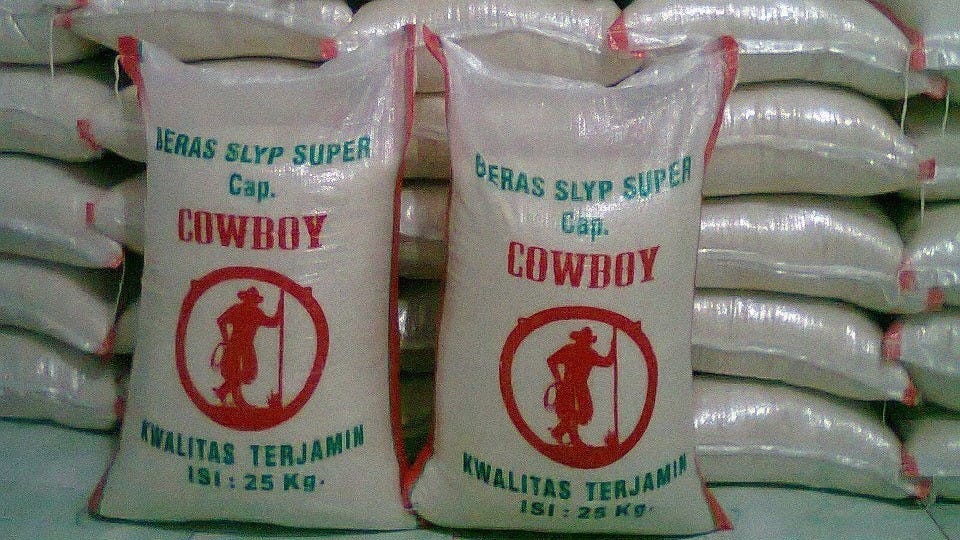 BERAS SLYP SUPER
Cap.
COWBOY
KWALITAS TERJAMIN
ISI : 25 Kg.
BERAS SLYP SUPER
Cap.
COWBOY
KWALITAS TERJAMIN
ISI : 25 Kg.